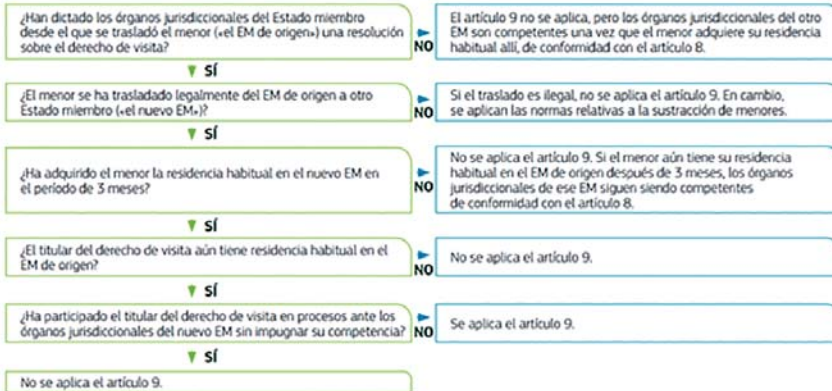 ¿Han dictado los órganos jurisdiccionales del Estado miembro
desde el que se trasladó el menor («el EM de origen») una resolución
sobre el derecho de visita?
NO
El artículo 9 no se aplica, pero los órganos jurisdiccionales del otro
EM son competentes una vez que el menor adquiere su residencia
habitual allí, de conformidad con el artículo 8.
SÍ
¿El menor se ha trasladado legalmente del EM de origen a otro
Estado miembro («el nuevo EM»)?
NO
Si el traslado es ilegal, no se aplica el artículo 9. En cambio,
se aplican las normas relativas a la sustracción de menores.
SÍ
¿Ha adquirido el menor la residencia habitual en el nuevo EM en
el período de 3 meses?
NO
No se aplica el artículo 9. Si el menor aún tiene su residencia
habitual en el EM de origen después de 3 meses, los órganos
jurisdiccionales de ese EM siguen siendo competentes
de conformidad con el artículo 8.
SÍ
¿El titular del derecho de visita aún tiene residencia habitual en el
EM de origen?
NO
No se aplica el artículo 9.
SÍ
¿Ha participado el titular del derecho de visita en procesos ante los
órganos jurisdiccionales del nuevo EM sin impugnar su competencia?
NO
Se aplica el artículo 9.
SÍ
No se aplica el artículo 9.